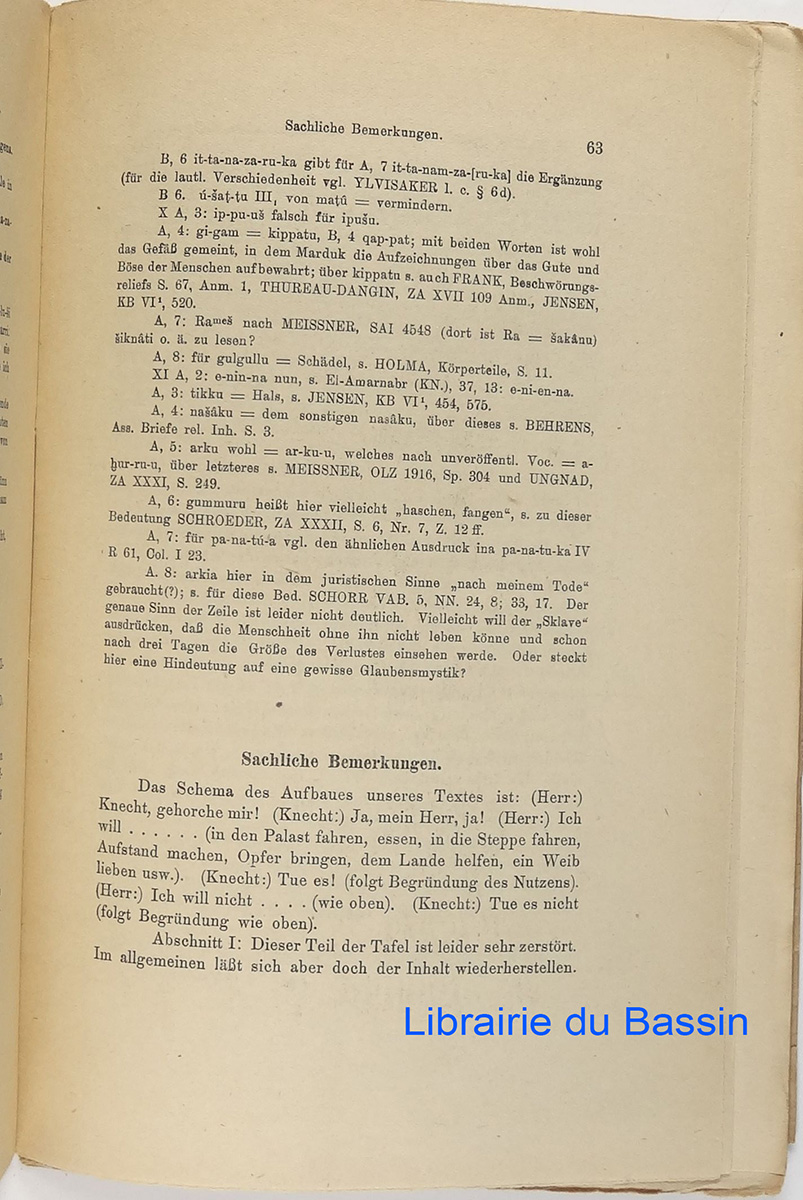 Sachliche Bemerkungen.
63
B, 6 it-ta-na-za-ru-ka gibt für A, 7 it-ta-nam-za-[ru-ka] die Ergänzung
(für die lautl. Verschiedenheit vgl. YLVISAKER l. c. § 6d).
B 6. ú-šaṭ-ṭu III, von maṭû = vermindern.
X A, 3: ip-pu-uš falsch für ipušu.
A, 4: gi-gam = kippatu, B, 4 qap-pat; mit beiden Worten ist wohl
das Gefäß gemeint, in dem Marduk die Aufzeichnungen über das Gute und
Böse der Menschen aufbewahrt; über kippatu s. auch FRANK, Beschwörungs-
reliefs S. 67, Anm. 1, THUREAU-DANGIN, ZA XVII 109 Anm., JENSEN,
KB VI¹, 520.
A, 7: Raᵐᵉˢ̌ nach MEISSNER, SAI 4548 (dort ist Ra = šakânu)
šiknâti o. ä. zu lesen?
A, 8: für gulgullu = Schädel, s. HOLMA, Körperteile, S. 11.
XI A, 2: e-nin-na nun, s. El-Amarnabr (KN.), 37, 13: e-ni-en-na.
A, 3: tikku = Hals, s. JENSEN, KB VI¹, 454, 575.
A, 4: našâku = dem sonstigen nasâku, über dieses s. BEHRENS,
Ass. Briefe rel. Inh. S. 3.
A, 5: arku wohl = ar-ku-u, welches nach unveröffentl. Voc. = a-
ḫur-ru-u, über letzteres s. MEISSNER, OLZ 1916, Sp. 304 und UNGNAD,
ZA XXXI, S. 249.
A, 6: gummuru heißt hier vielleicht „haschen, fangen“, s. zu dieser
Bedeutung SCHROEDER, ZA XXXII, S. 6, Nr. 7, Z. 12 ff.
A, 7: für pa-na-tú-a vgl. den ähnlichen Ausdruck ina pa-na-tu-ka IV
R 61, Col. I 23.
A. 8: arkia hier in dem juristischen Sinne „nach meinem Tode“
gebraucht(?); s. für diese Bed. SCHORR VAB. 5, NN. 24, 8; 33, 17. Der
genaue Sinn der Zeile ist leider nicht deutlich. Vielleicht will der „Sklave“
ausdrücken, daß die Menschheit ohne ihn nicht leben könne und schon
nach drei Tagen die Größe des Verlustes einsehen werde. Oder steckt
hier eine Hindeutung auf eine gewisse Glaubensmystik?
Sachliche Bemerkungen.
Das Schema des Aufbaues unseres Textes ist: (Herr:)
Knecht, gehorche mir! (Knecht:) Ja, mein Herr, ja! (Herr:) Ich
will . . . . . . (in den Palast fahren, essen, in die Steppe fahren,
Aufstand machen, Opfer bringen, dem Lande helfen, ein Weib
lieben usw.). (Knecht:) Tue es! (folgt Begründung des Nutzens).
(Herr:) Ich will nicht . . . . (wie oben). (Knecht:) Tue es nicht
(folgt Begründung wie oben).
Abschnitt I: Dieser Teil der Tafel ist leider sehr zerstört.
Im allgemeinen läßt sich aber doch der Inhalt wiederherstellen.
Librairie du Bassin